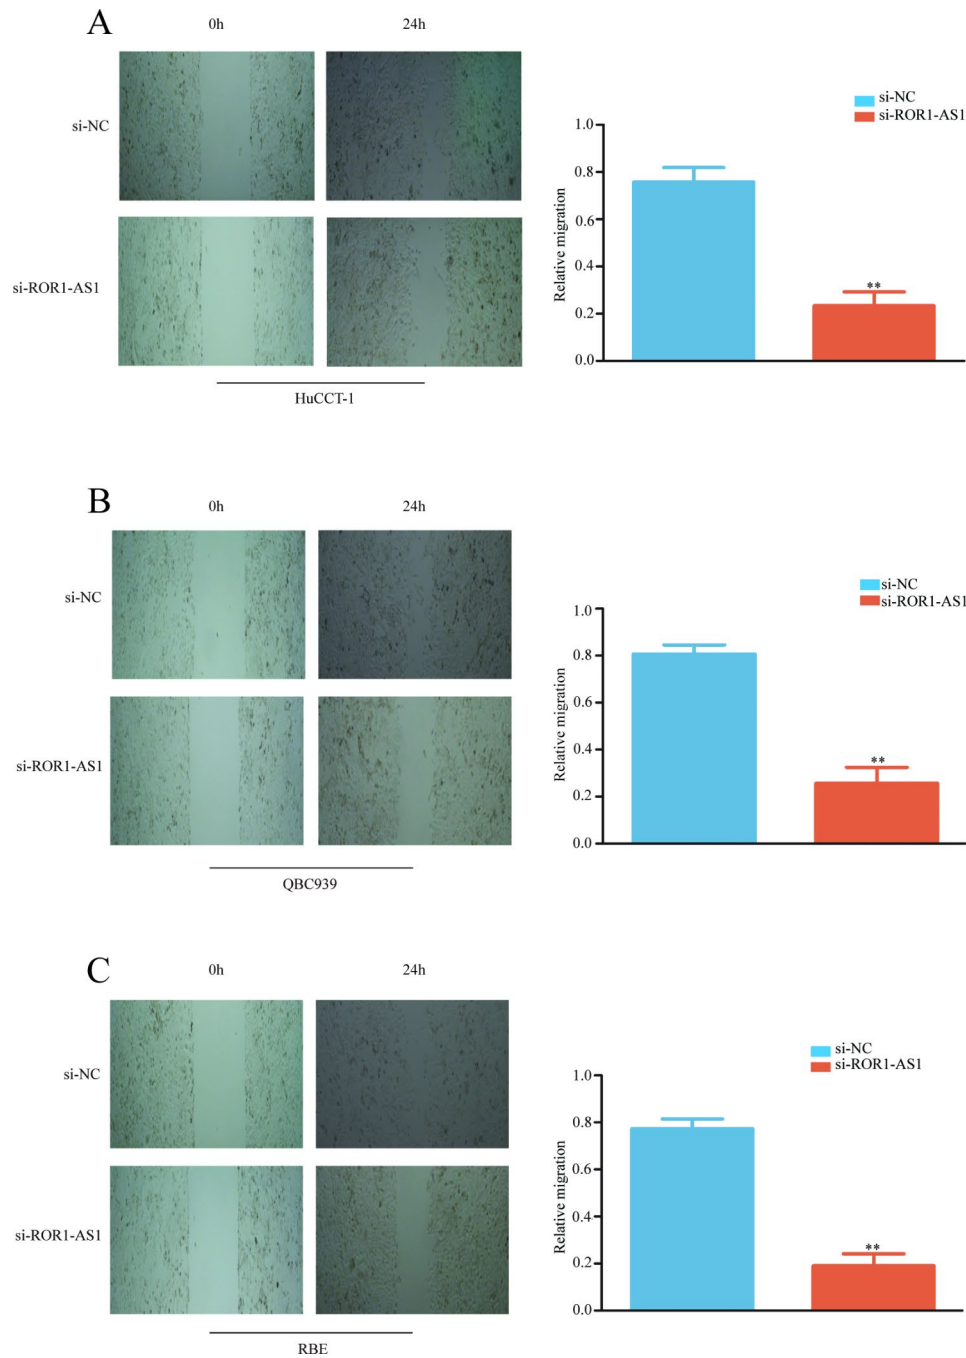 A
0h
24h
si-NC
si-ROR1-AS1
HuCCT-1
si-NC
si-ROR1-AS1
Relative migration
1.0
0.8
0.6
0.4
0.2
0.0
**
B
0h
24h
si-NC
si-ROR1-AS1
QBC939
si-NC
si-ROR1-AS1
Relative migration
1.0
0.8
0.6
0.4
0.2
0.0
**
C
0h
24h
si-NC
si-ROR1-AS1
RBE
si-NC
si-ROR1-AS1
Relative migration
1.0
0.8
0.6
0.4
0.2
0.0
**